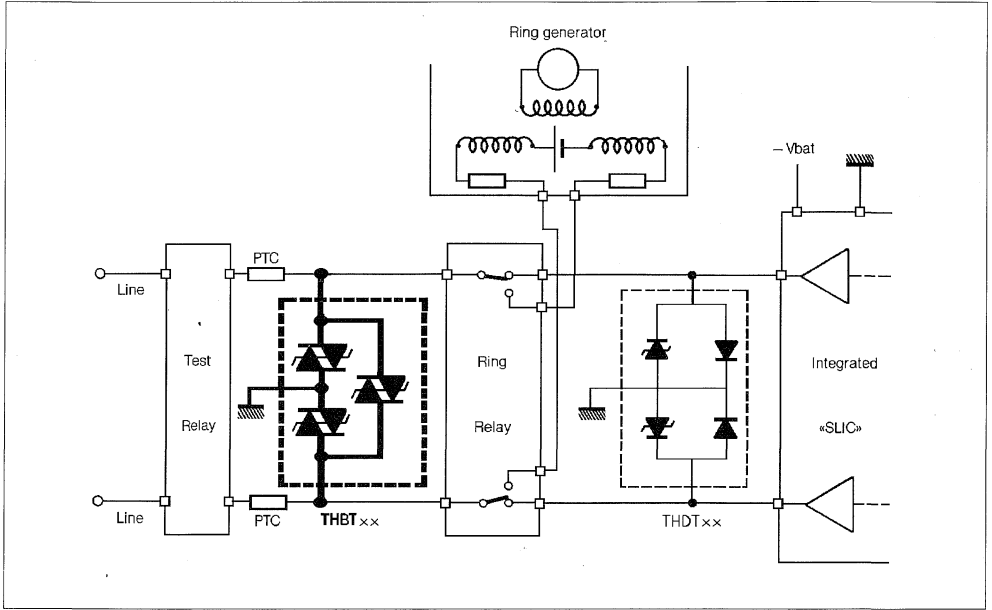 Ring generator
– Vbat
PTC
Line
Test
Relay
Ring
Relay
Integrated
«SLIC»
Line
PTC
THBT××
THDT××